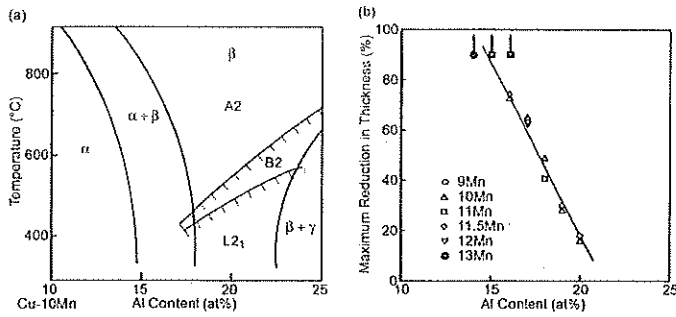 (a)
β
800
A2
α + β
α
600
B2
β + γ
400
L2₁
Temperature (°C)
10
15
20
25
Cu-10Mn
Al Content (at%)
(b)
100
80
60
40
20
0
Maximum Reduction in Thickness (%)
9Mn
10Mn
11Mn
11.5Mn
12Mn
13Mn
10
15
20
25
Al Content (at%)